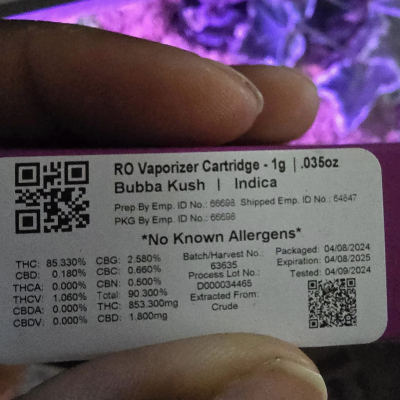 RO Vaporizer Cartridge - 1g | .035oz
Bubba Kush | Indica
Prep By Emp. ID No.: 66698 Shipped Emp. ID No.: 64847
PKG By Emp. ID No.: 66698
*No Known Allergens*
THC: 85.330% CBG: 2.580%
CBD: 0.180% CBC: 0.660%
THCA: 0.000% CBN: 0.500%
THCV: 1.060% Total: 90.300%
CBDA: 0.000% THC: 853.300mg
CBDV: 0.000% CBD: 1.800mg
Batch/Harvest No.:
63635
Process Lot No.:
D000034465
Extracted From:
Crude
Packaged: 04/08/2024
Expiration: 04/08/2025
Tested: 04/09/2024